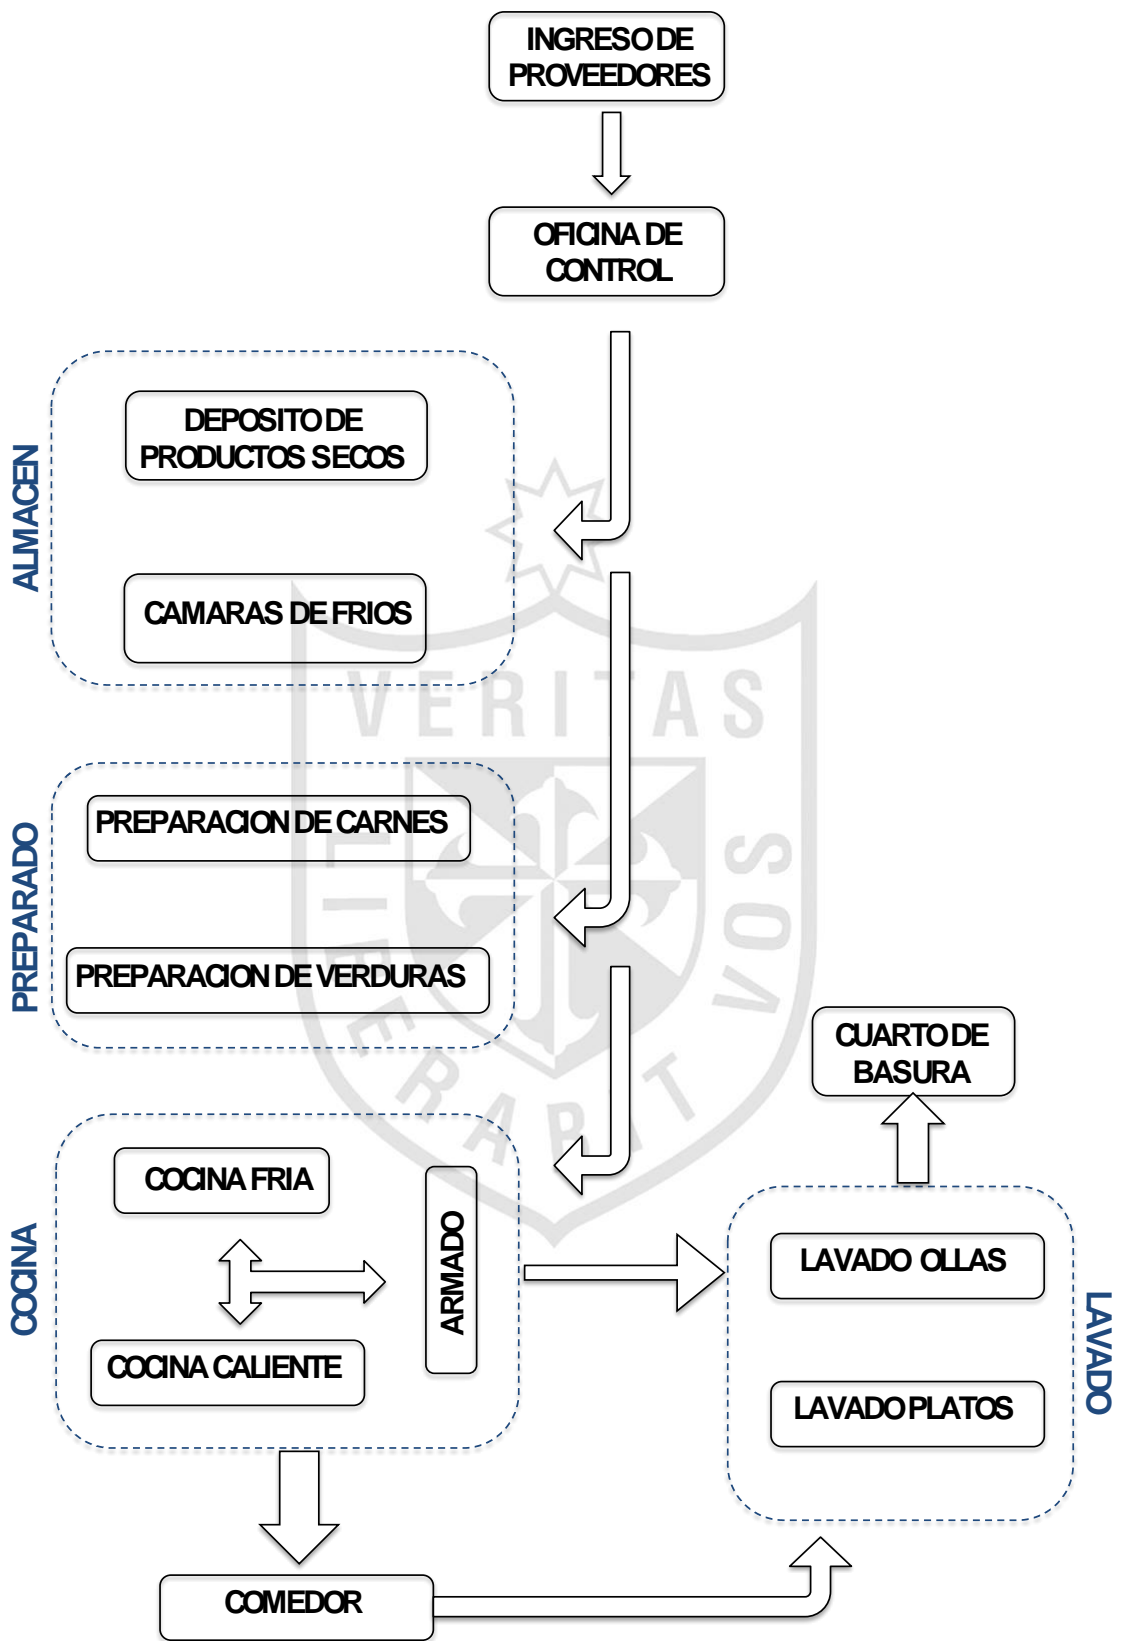 INGRESO DE
PROVEEDORES
OFICINA DE
CONTROL
ALMACEN
DEPOSITO DE
PRODUCTOS SECOS
CAMARAS DE FRIOS
VERITAS
LIBERABIT
VOS
PREPARADO
PREPARACION DE CARNES
PREPARACION DE VERDURAS
COCINA
COCINA FRIA
COCINA CALIENTE
ARMADO
CUARTO DE
BASURA
LAVADO OLLAS
LAVADO PLATOS
LAVADO
COMEDOR